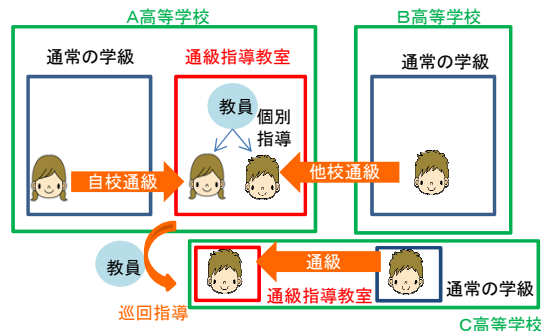 A高等学校
B高等学校
通常の学級
通級指導教室
通常の学級
教員
個別
指導
自校通級
他校通級
教員
巡回指導
通級
通級指導教室
通常の学級
C高等学校